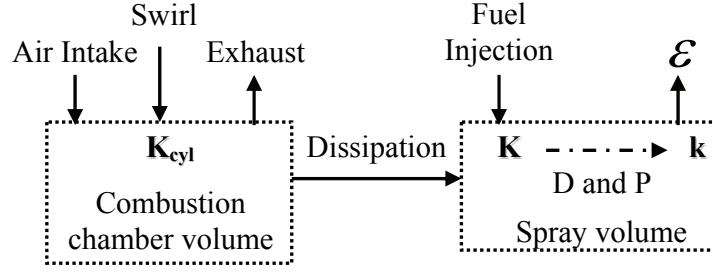 Swirl
Air Intake
Exhaust
K_cyl
Combustion
chamber volume
Dissipation
Fuel
Injection
ε
K
k
D and P
Spray volume